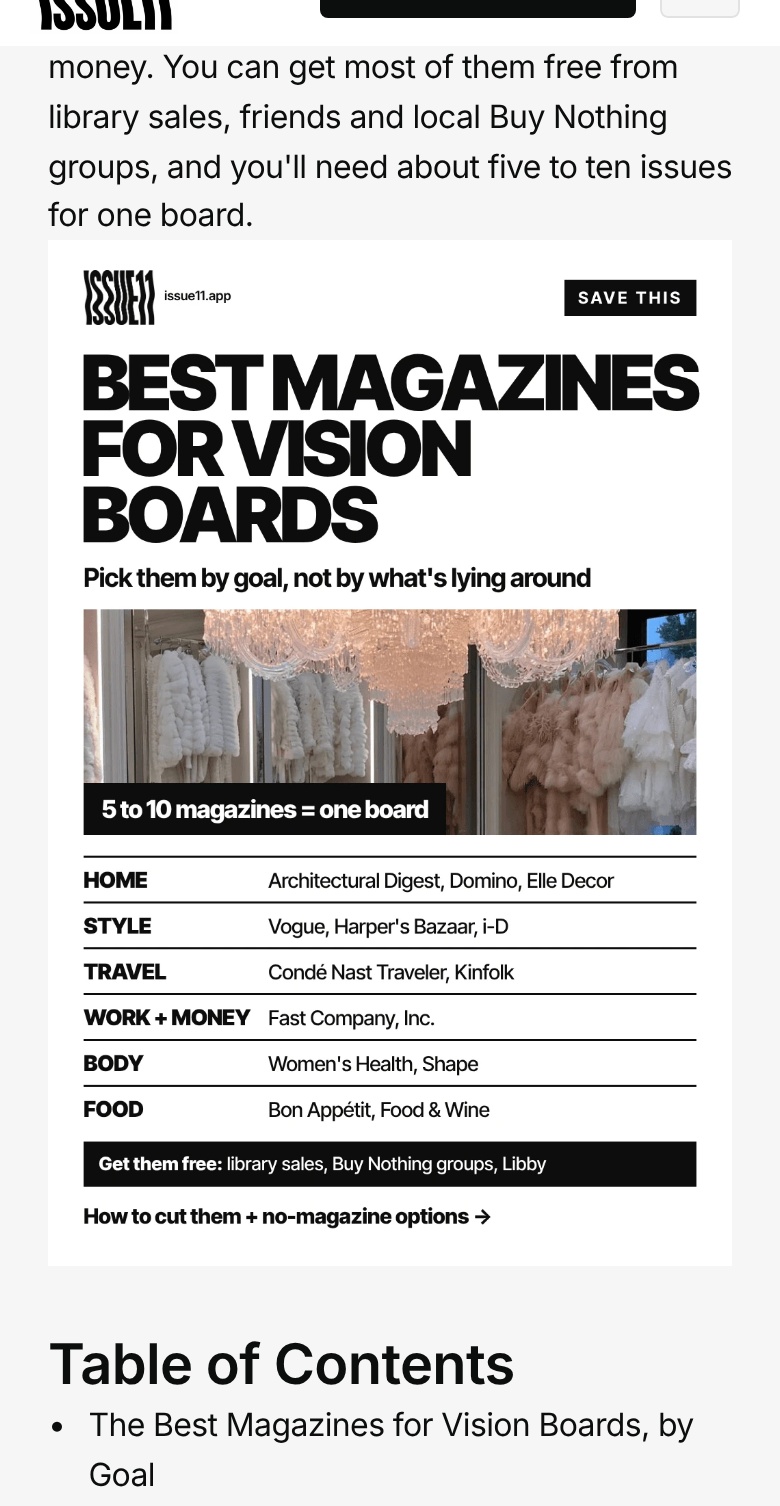 ISSUE11
money. You can get most of them free from
library sales, friends and local Buy Nothing
groups, and you'll need about five to ten issues
for one board.
ISSUE11 issue11.app SAVE THIS
BEST MAGAZINES
FOR VISION
BOARDS
Pick them by goal, not by what's lying around
5 to 10 magazines = one board
HOME Architectural Digest, Domino, Elle Decor
STYLE Vogue, Harper's Bazaar, i-D
TRAVEL Condé Nast Traveler, Kinfolk
WORK + MONEY Fast Company, Inc.
BODY Women's Health, Shape
FOOD Bon Appétit, Food & Wine
Get them free: library sales, Buy Nothing groups, Libby
How to cut them + no-magazine options →
Table of Contents
• The Best Magazines for Vision Boards, by
Goal